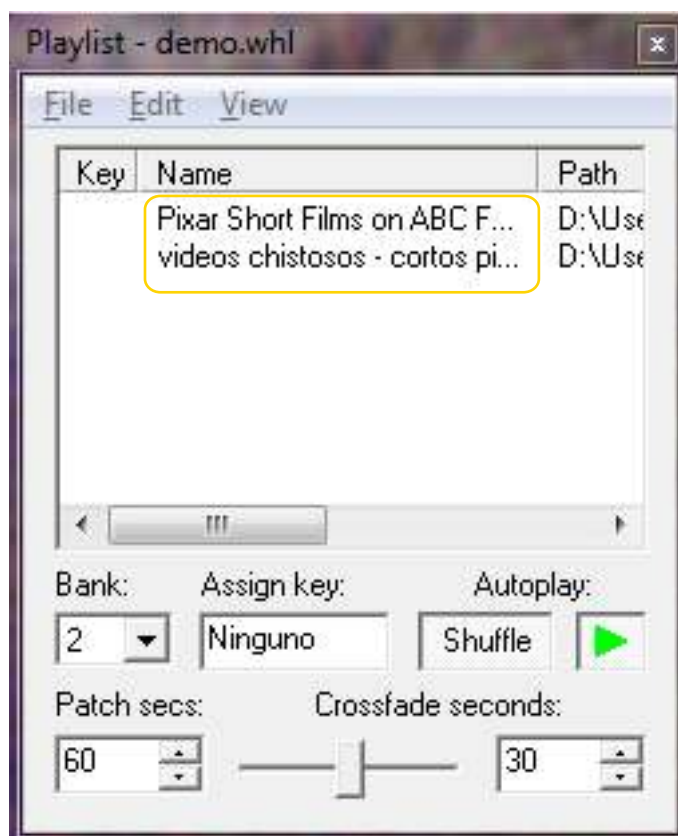 Playlist - demo.whl
File Edit View
Key Name Path
Pixar Short Films on ABC F... D:\Use
videos chistosos - cortos pi... D:\Use
Bank: Assign key: Autoplay:
2 Ninguno Shuffle
Patch secs: Crossfade seconds:
60 30